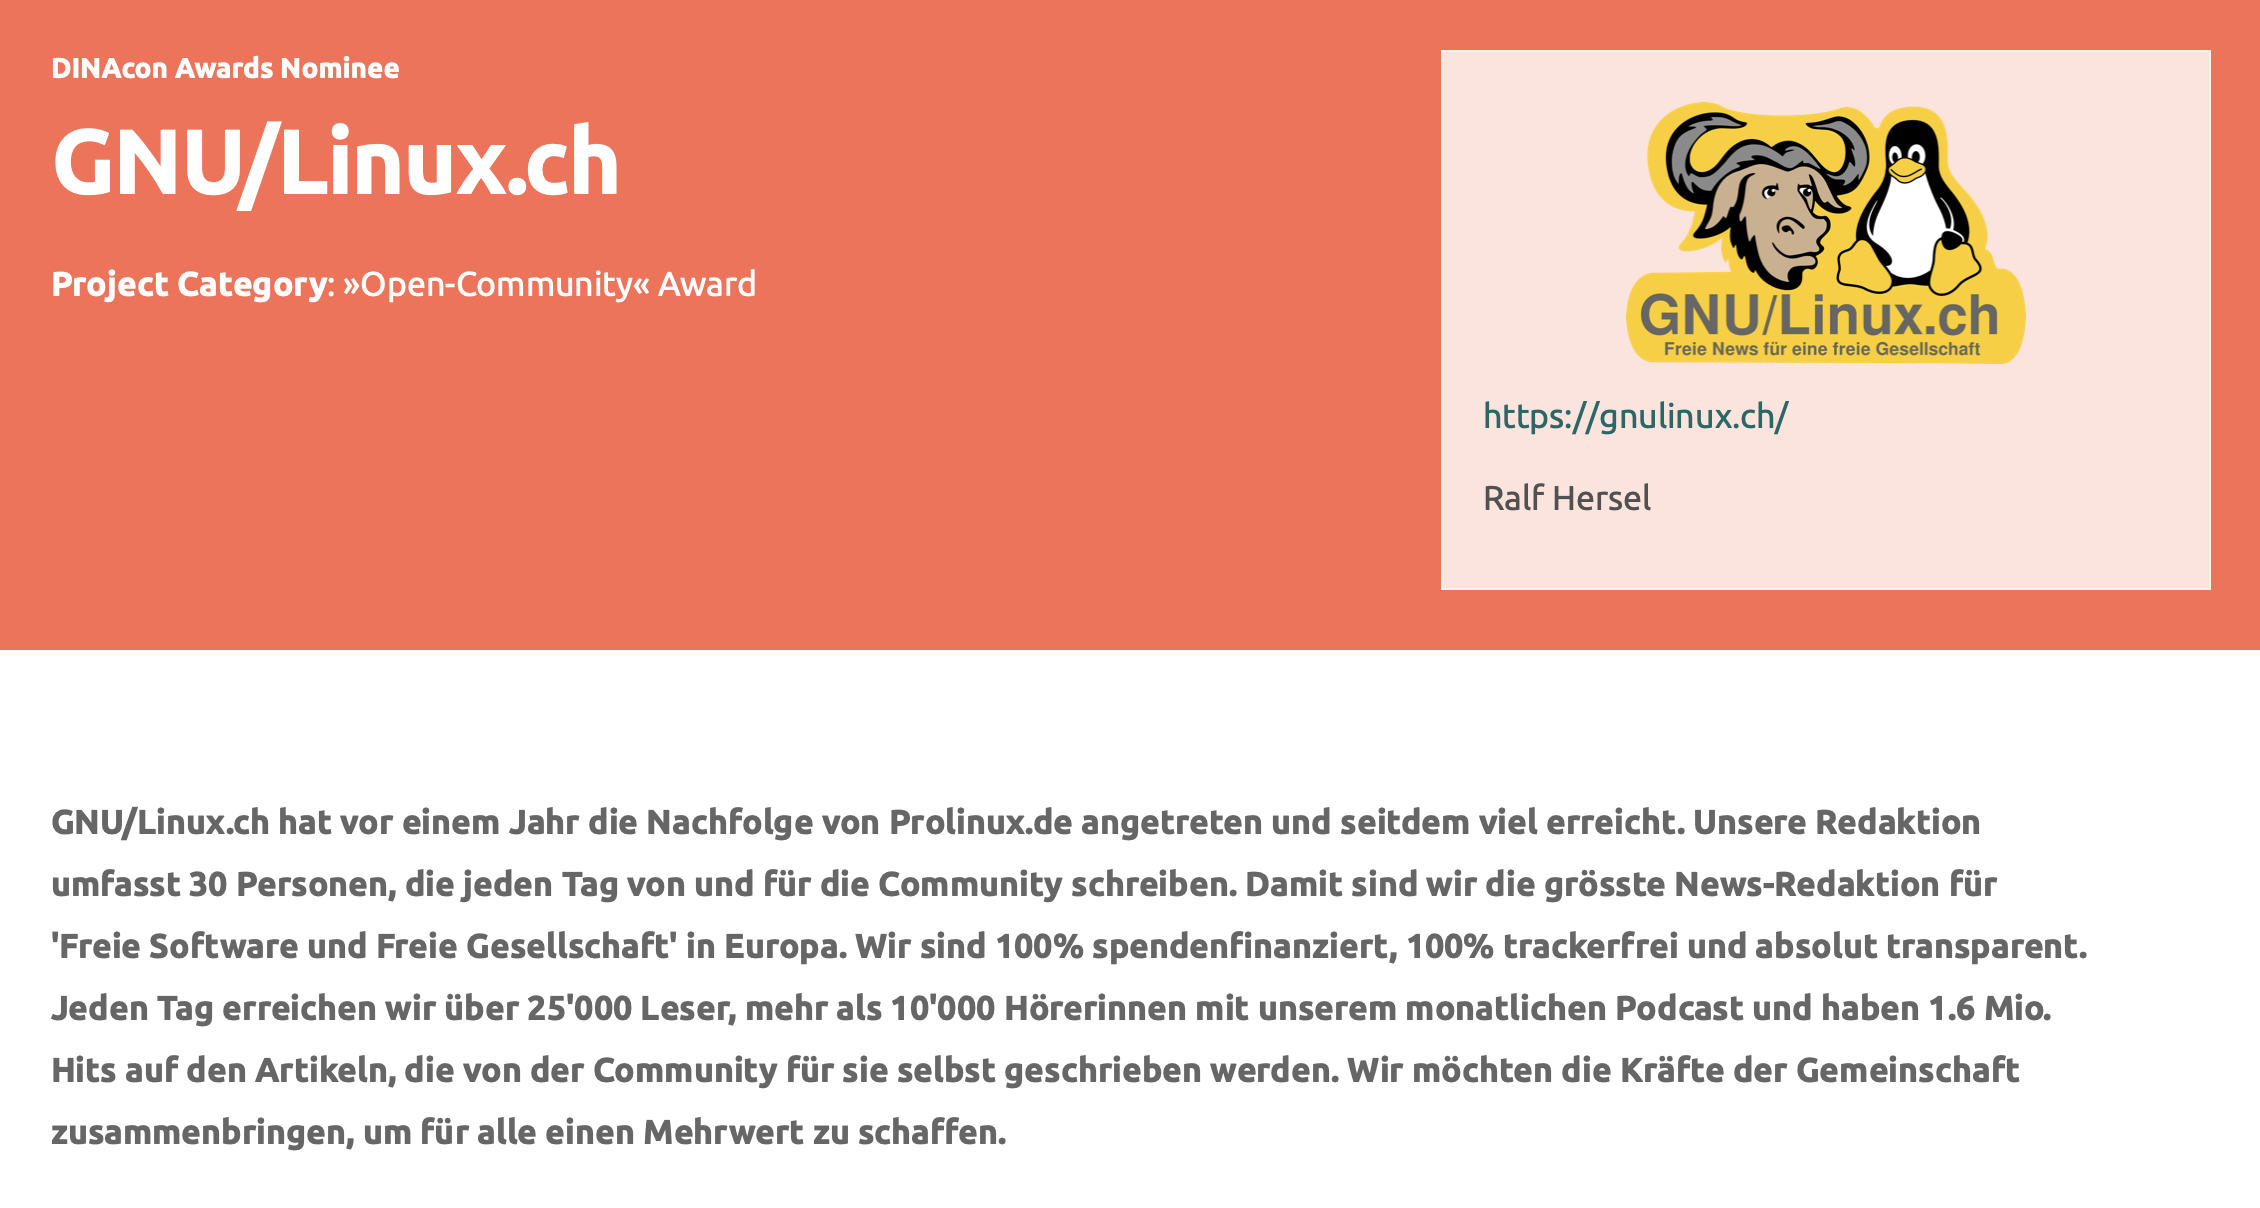 DINAcon Awards Nominee
GNU/Linux.ch
Project Category: »Open-Community« Award
GNU/Linux.ch
Freie News für eine freie Gesellschaft
https://gnulinux.ch/
Ralf Hersel
GNU/Linux.ch hat vor einem Jahr die Nachfolge von Prolinux.de angetreten und seitdem viel erreicht. Unsere Redaktion
umfasst 30 Personen, die jeden Tag von und für die Community schreiben. Damit sind wir die grösste News-Redaktion für
'Freie Software und Freie Gesellschaft' in Europa. Wir sind 100% spendenfinanziert, 100% trackerfrei und absolut transparent.
Jeden Tag erreichen wir über 25'000 Leser, mehr als 10'000 Hörerinnen mit unserem monatlichen Podcast und haben 1.6 Mio.
Hits auf den Artikeln, die von der Community für sie selbst geschrieben werden. Wir möchten die Kräfte der Gemeinschaft
zusammenbringen, um für alle einen Mehrwert zu schaffen.